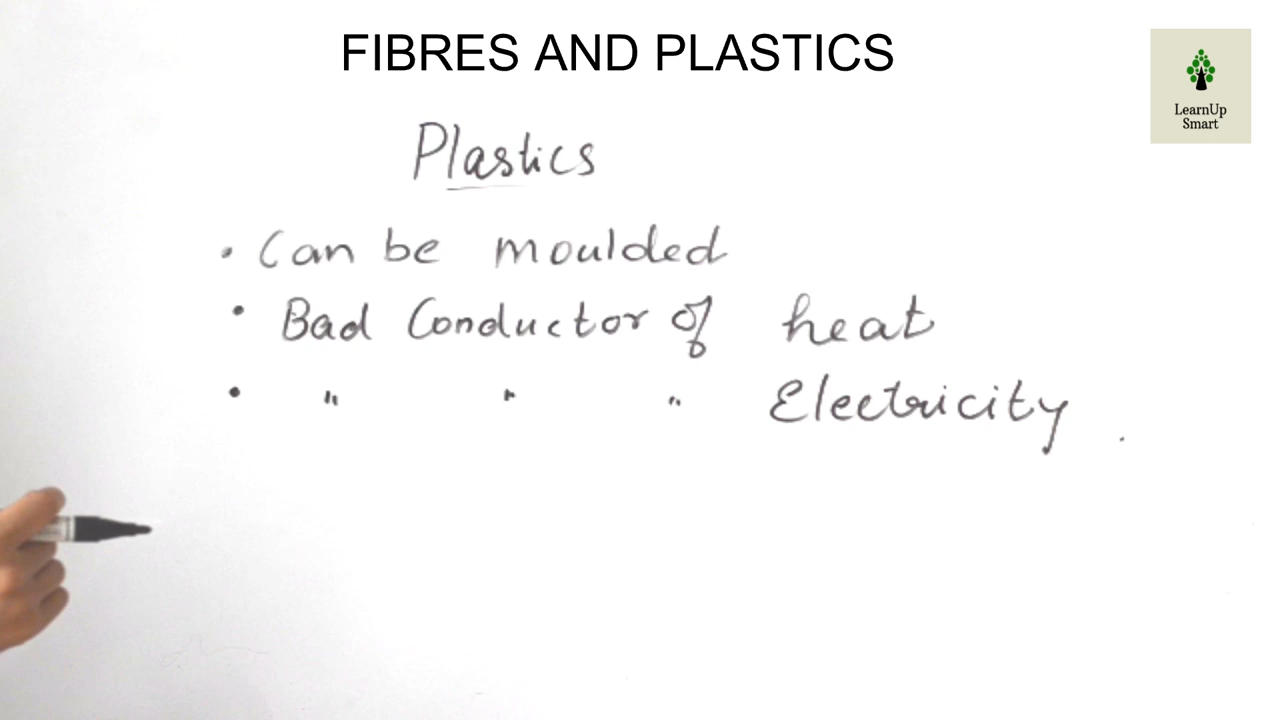 FIBRES AND PLASTICS
LearnUp
Smart
Plastics
• Can be moulded
• Bad Conductor of heat
• " " " Electricity.